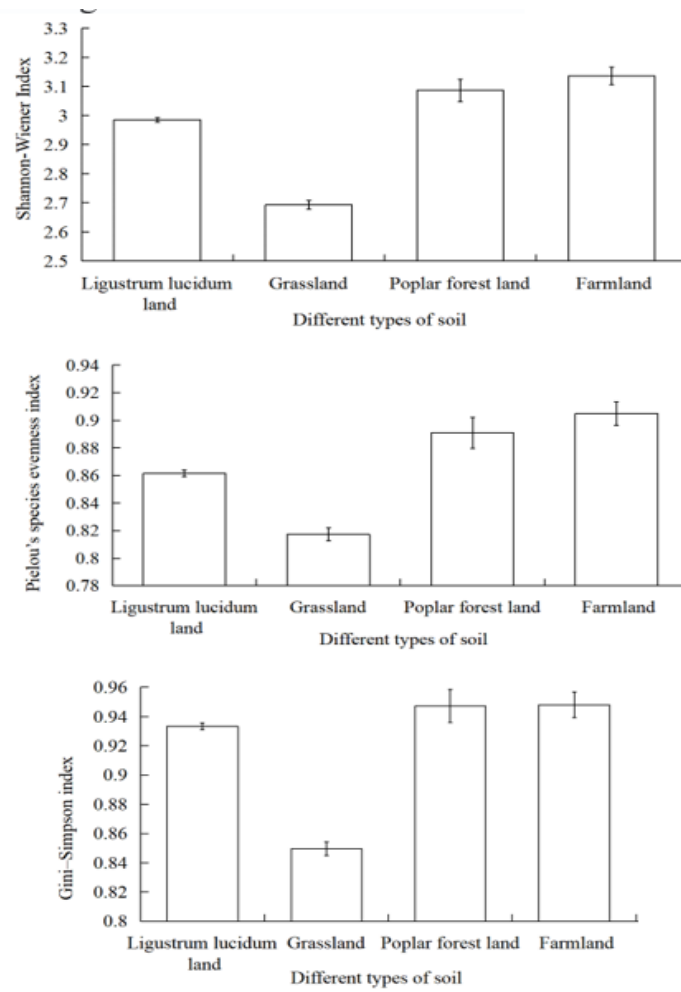 3.3
3.2
3.1
3
2.9
2.8
2.7
2.6
2.5
Shannon-Wiener Index
Ligustrum lucidum Grassland Poplar forest land Farmland
land
Different types of soil
0.94
0.92
0.9
0.88
0.86
0.84
0.82
0.8
0.78
Pielou's species evenness index
Ligustrum lucidum Grassland Poplar forest land Farmland
land
Different types of soil
0.96
0.94
0.92
0.9
0.88
0.86
0.84
0.82
0.8
Gini–Simpson index
Ligustrum lucidum Grassland Poplar forest land Farmland
land
Different types of soil